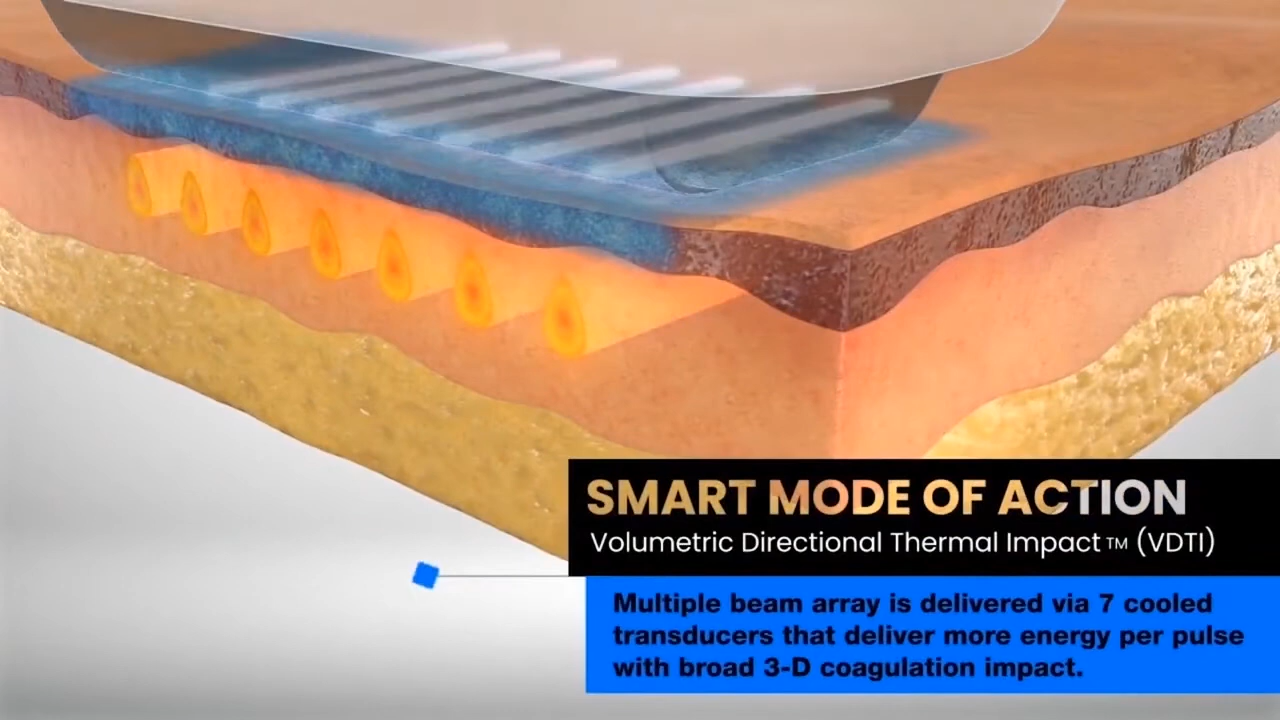 SMART MODE OF ACTION
Volumetric Directional Thermal Impact™ (VDTI)
Multiple beam array is delivered via 7 cooled
transducers that deliver more energy per pulse
with broad 3-D coagulation impact.